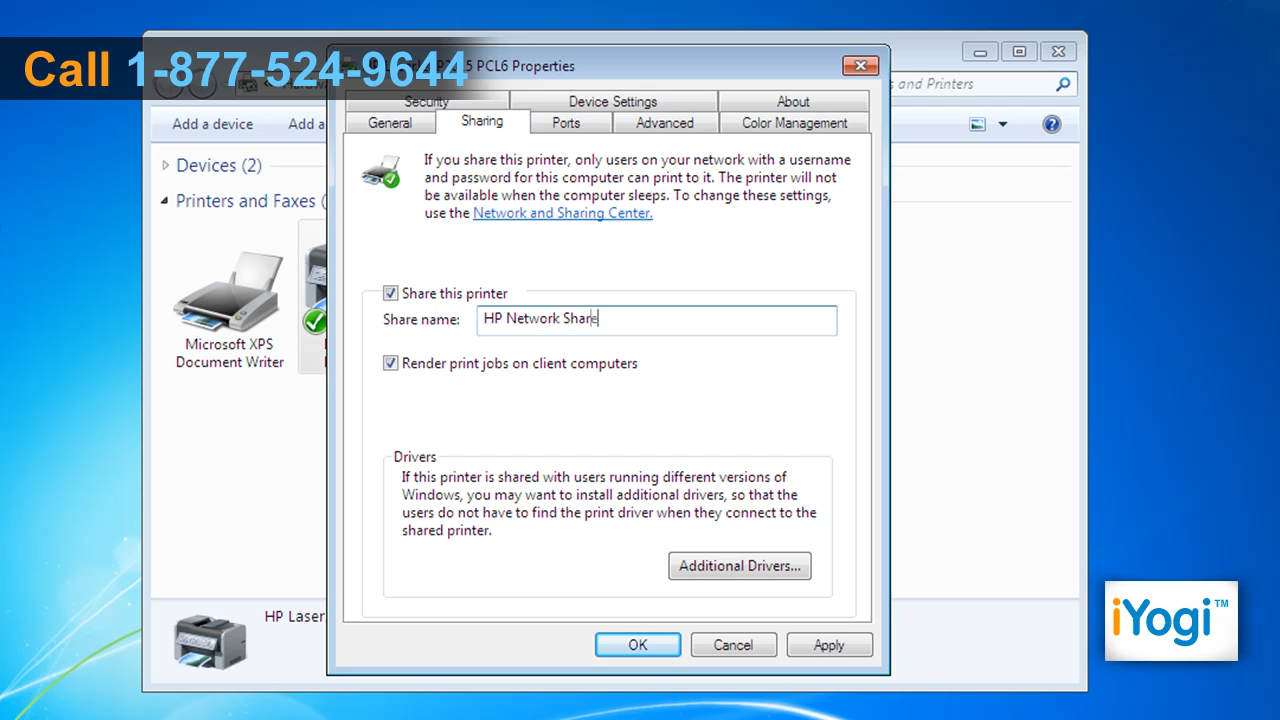 Call 1-877-524-9644
5 PCL6 Properties
and Printers
Security
Device Settings
About
General
Sharing
Ports
Advanced
Color Management
Add a device
Add a
Devices (2)
Printers and Faxes (
If you share this printer, only users on your network with a username
and password for this computer can print to it. The printer will not
be available when the computer sleeps. To change these settings,
use the Network and Sharing Center.
Share this printer
Share name:
HP Network Share
Render print jobs on client computers
Microsoft XPS
Document Writer
Drivers
If this printer is shared with users running different versions of
Windows, you may want to install additional drivers, so that the
users do not have to find the print driver when they connect to the
shared printer.
Additional Drivers...
HP Laser
OK
Cancel
Apply
iYogi™